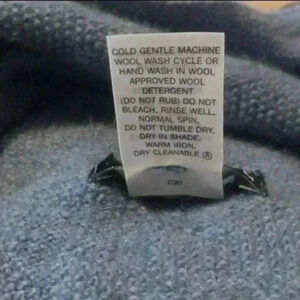 COLD GENTLE MACHINE
WOOL WASH CYCLE OR
HAND WASH IN WOOL
APPROVED WOOL
DETERGENT
(DO NOT RUB) DO NOT
BLEACH, RINSE WELL,
NORMAL SPIN,
DO NOT TUMBLE DRY,
DRY IN SHADE,
WARM IRON,
DRY CLEANABLE Ⓐ